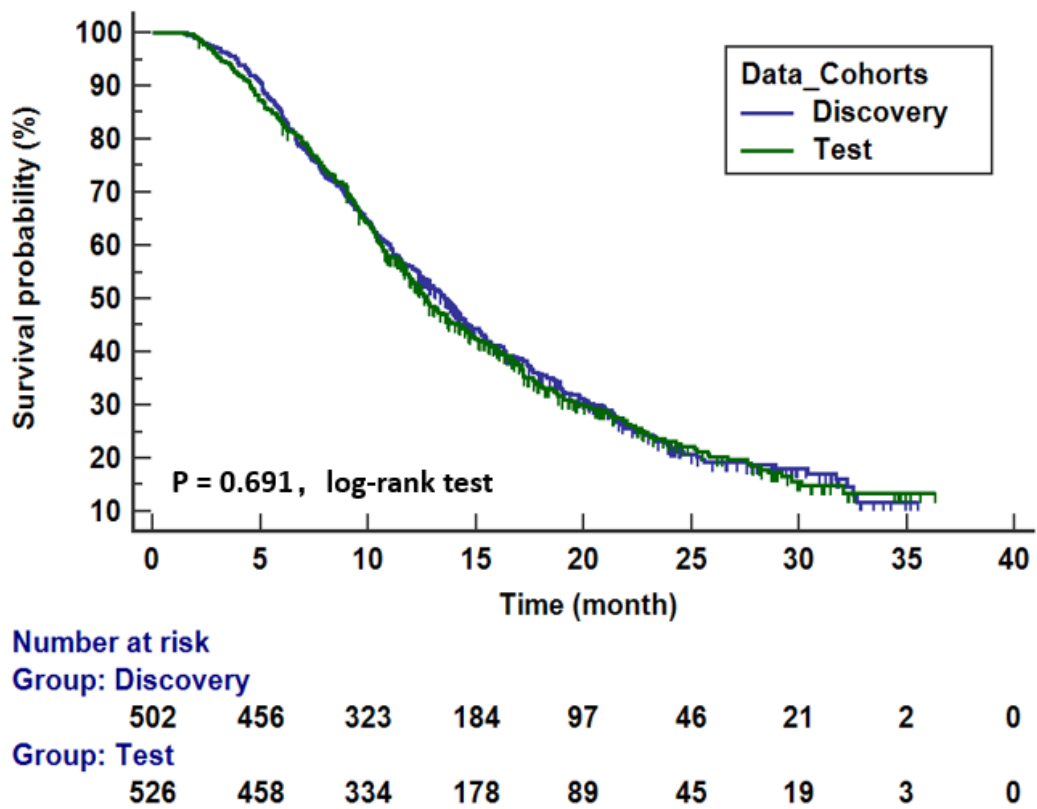 100
90
80
70
60
50
40
30
20
10
Survival probability (%)
Data_Cohorts
Discovery
Test
P = 0.691, log-rank test
0 5 10 15 20 25 30 35 40
Time (month)
Number at risk
Group: Discovery
502 456 323 184 97 46 21 2 0
Group: Test
526 458 334 178 89 45 19 3 0